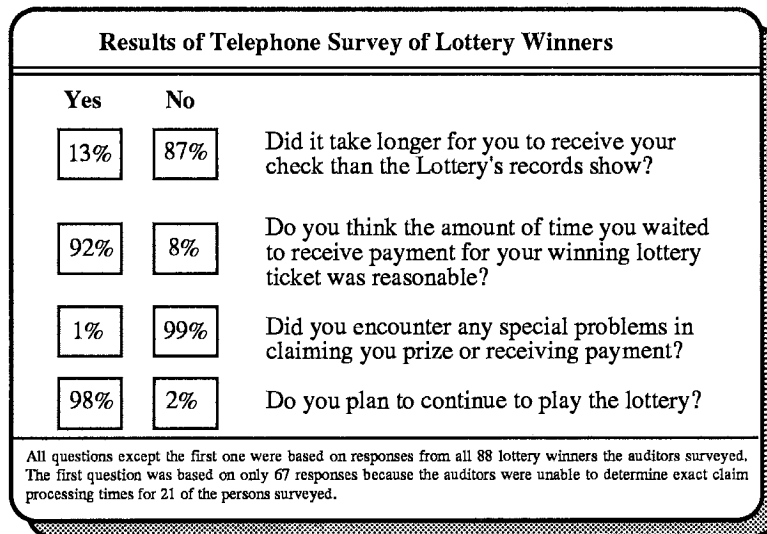 Results of Telephone Survey of Lottery Winners
Yes No
13% 87% Did it take longer for you to receive your
check than the Lottery's records show?
92% 8% Do you think the amount of time you waited
to receive payment for your winning lottery
ticket was reasonable?
1% 99% Did you encounter any special problems in
claiming you prize or receiving payment?
98% 2% Do you plan to continue to play the lottery?
All questions except the first one were based on responses from all 88 lottery winners the auditors surveyed.
The first question was based on only 67 responses because the auditors were unable to determine exact claim
processing times for 21 of the persons surveyed.